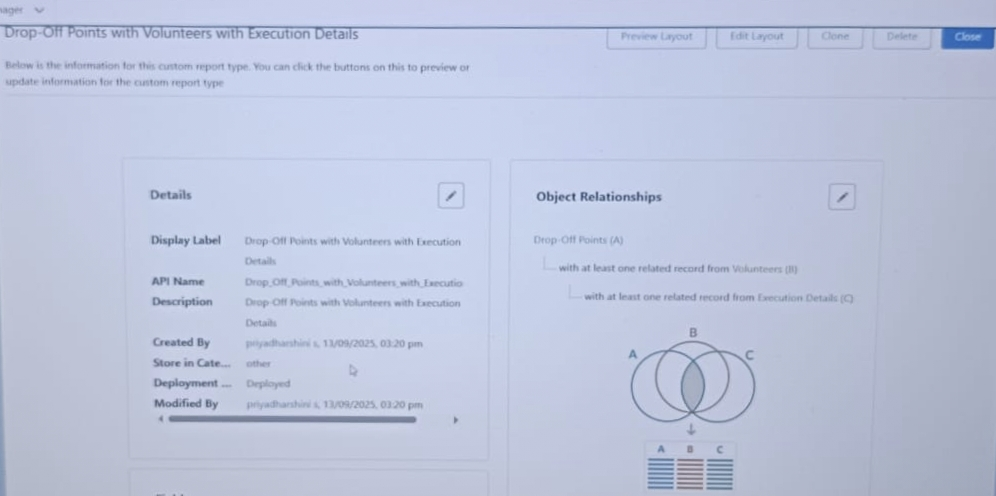 Drop-Off Points with Volunteers with Execution Details
Preview Layout
Edit Layout
Clone
Delete
Close
Below is the information for this custom report type. You can click the buttons on this to preview or
update information for the custom report type
Details
Display Label Drop-Off Points with Volunteers with Execution
Details
API Name Drop_Off_Points_with_Volunteers_with_Executio
Description Drop-Off Points with Volunteers with Execution
Details
Created By priyadharshini s, 13/09/2025, 03:20 pm
Store in Cate... other
Deployment ... Deployed
Modified By priyadharshini s, 13/09/2025, 03:20 pm
Object Relationships
Drop-Off Points (A)
with at least one related record from Volunteers (B)
with at least one related record from Execution Details (C)
B
A C
A B C